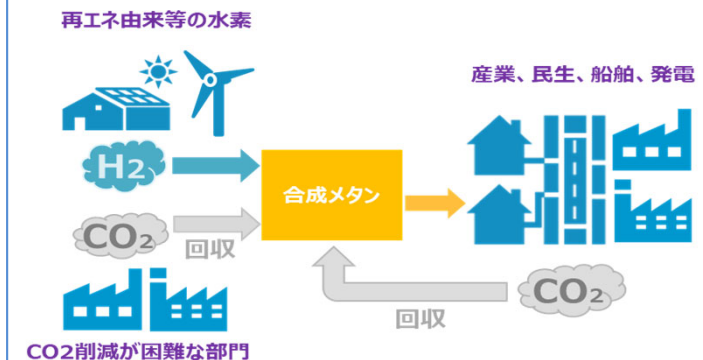 再エネ由来等の水素
産業、民生、船舶、発電
H2
合成メタン
CO2
回収
CO2
回収
CO2削減が困難な部門